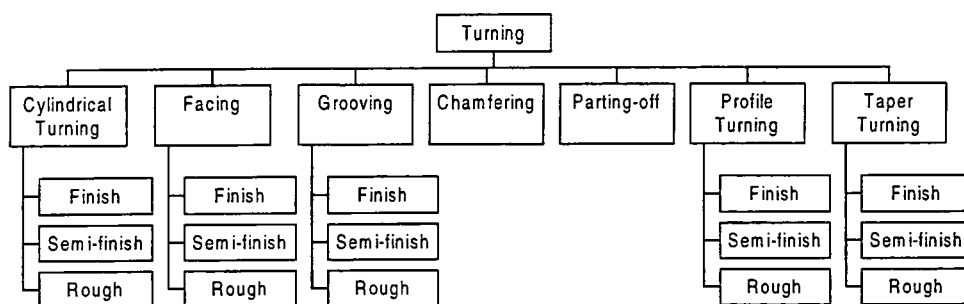 Turning
Cylindrical
Turning
Facing
Grooving
Chamfering
Parting-off
Profile
Turning
Taper
Turning
Finish
Finish
Finish
Finish
Finish
Semi-finish
Semi-finish
Semi-finish
Semi-finish
Semi-finish
Rough
Rough
Rough
Rough
Rough